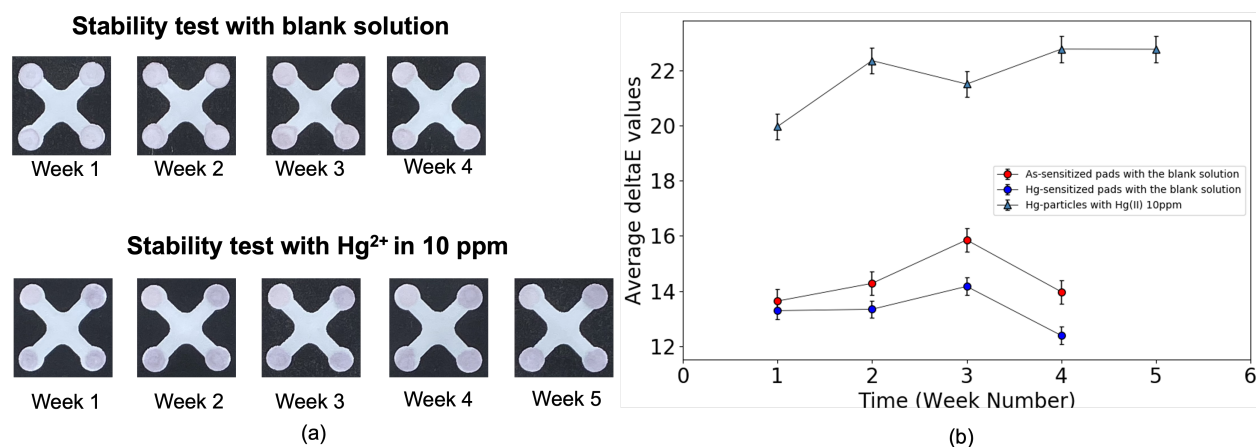 Stability test with blank solution
Week 1
Week 2
Week 3
Week 4
Stability test with Hg²⁺ in 10 ppm
Week 1
Week 2
Week 3
Week 4
Week 5
(a)
Average deltaE values
22
20
18
16
14
12
As-sensitized pads with the blank solution
Hg-sensitized pads with the blank solution
Hg-particles with Hg(II) 10ppm
0 1 2 3 4 5 6
Time (Week Number)
(b)